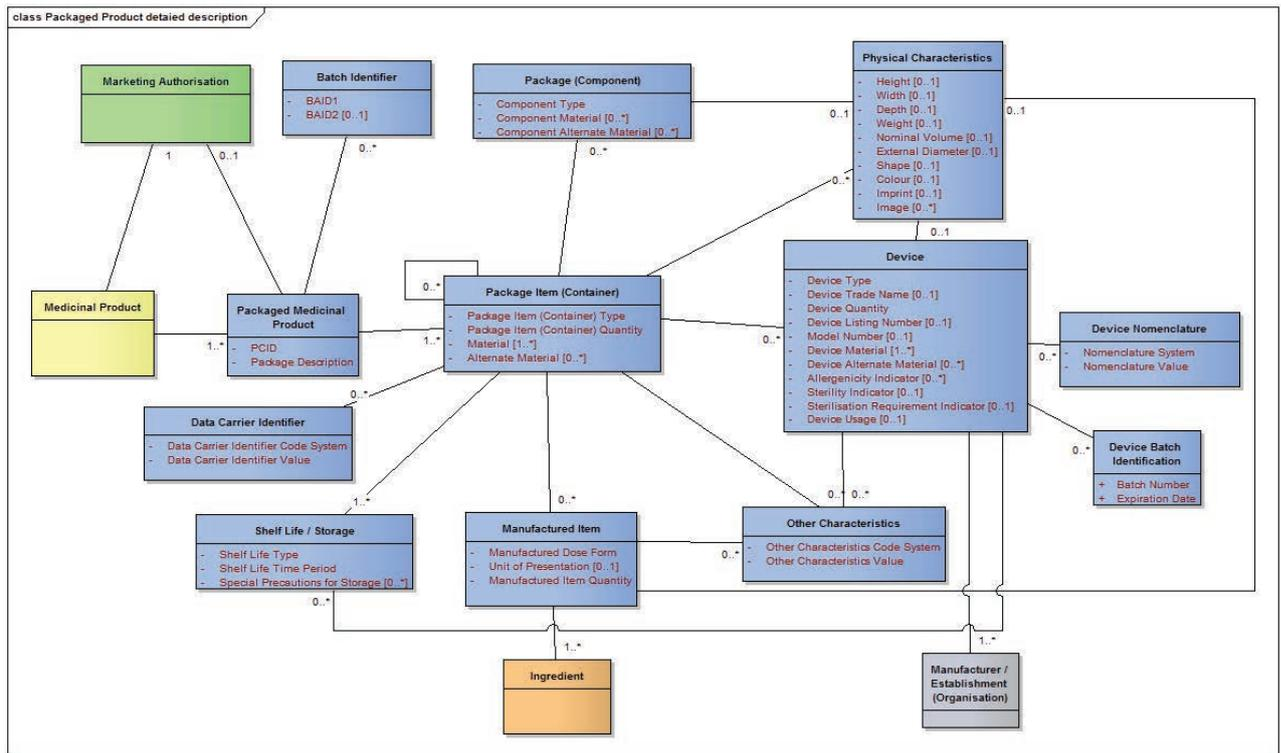 class Packaged Product detaied description
Marketing Authorisation
1
0..1
Batch Identifier
- BAID1
- BAID2 [0..1]
0..*
Package (Component)
- Component Type
- Component Material [0..*]
- Component Alternate Material [0..*]
0..*
Physical Characteristics
- Height [0..1]
- Width [0..1]
- Depth [0..1]
- Weight [0..1]
- Nominal Volume [0..1]
- External Diameter [0..1]
- Shape [0..1]
- Colour [0..1]
- Imprint [0..1]
- Image [0..*]
0..1
0..1
0..*
0..1
Medicinal Product
1..*
Packaged Medicinal
Product
- PCID
- Package Description
1..*
0..*
Package Item (Container)
- Package Item (Container) Type
- Package Item (Container) Quantity
- Material [1..*]
- Alternate Material [0..*]
0..*
Device
- Device Type
- Device Trade Name [0..1]
- Device Quantity
- Device Listing Number [0..1]
- Model Number [0..1]
- Device Material [1..*]
- Device Alternate Material [0..*]
- Allergenicity Indicator [0..*]
- Sterility Indicator [0..1]
- Sterilisation Requirement Indicator [0..1]
- Device Usage [0..1]
0..*
Device Nomenclature
- Nomenclature System
- Nomenclature Value
0..*
Data Carrier Identifier
- Data Carrier Identifier Code System
- Data Carrier Identifier Value
0..*
Device Batch
Identification
+ Batch Number
+ Expiration Date
1..*
Shelf Life / Storage
- Shelf Life Type
- Shelf Life Time Period
- Special Precautions for Storage [0..*]
0..*
0..*
Manufactured Item
- Manufactured Dose Form
- Unit of Presentation [0..1]
- Manufactured Item Quantity
0..*
0..*
0..*
Other Characteristics
- Other Characteristics Code System
- Other Characteristics Value
1..*
Ingredient
1..*
Manufacturer /
Establishment
(Organisation)